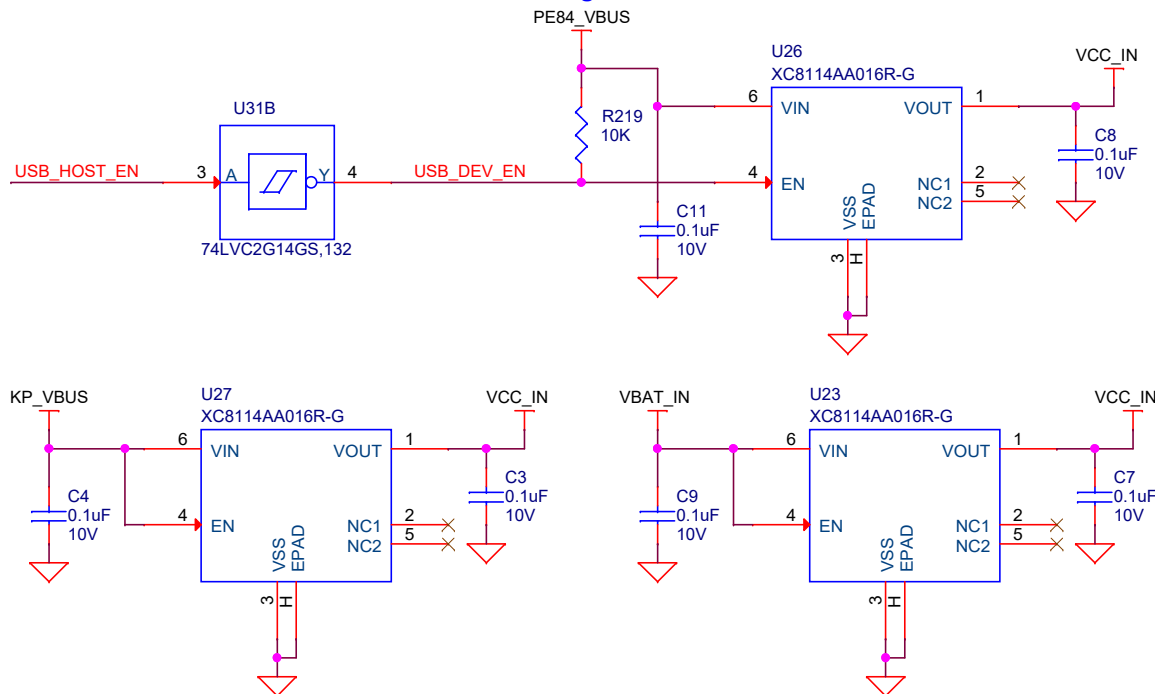 PE84_VBUS
U26
XC8114AA016R-G
VCC_IN
U31B
6 VIN
VOUT 1
R219
10K
C8
0.1uF
10V
USB_HOST_EN
3 A
Y 4
USB_DEV_EN
4 EN
NC1 2
NC2 5
C11
0.1uF
10V
VSS
EPAD
74LVC2G14GS,132
3
H
KP_VBUS
U27
XC8114AA016R-G
VCC_IN
6 VIN
VOUT 1
C4
0.1uF
10V
C3
0.1uF
10V
4 EN
NC1 2
NC2 5
VSS
EPAD
3
H
VBAT_IN
U23
XC8114AA016R-G
VCC_IN
6 VIN
VOUT 1
C9
0.1uF
10V
C7
0.1uF
10V
4 EN
NC1 2
NC2 5
VSS
EPAD
3
H